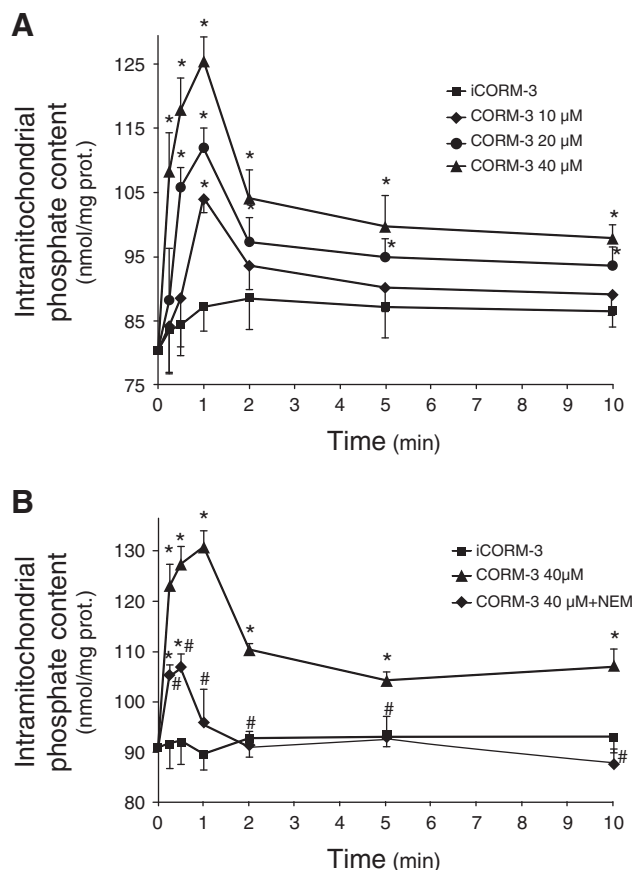 A
Intramitochondrial
phosphate content
(nmol/mg prot.)
125
115
105
95
85
75
* * * * * * * * * * * * * *
iCORM-3
CORM-3 10 µM
CORM-3 20 µM
CORM-3 40 µM
0 1 2 3 4 5 6 7 8 9 10
Time (min)
B
Intramitochondrial
phosphate content
(nmol/mg prot.)
130
120
110
100
90
80
* * * * * *
* # * # # # # #
iCORM-3
CORM-3 40µM
CORM-3 40 µM+NEM
0 1 2 3 4 5 6 7 8 9 10
Time (min)